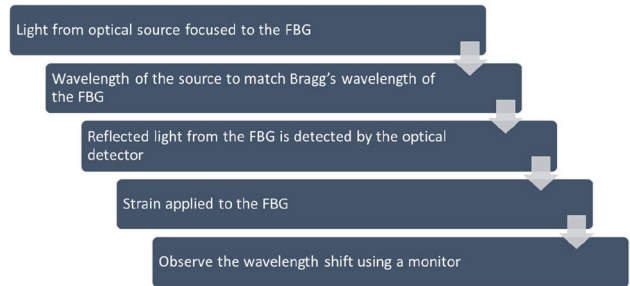 Light from optical source focused to the FBG
Wavelength of the source to match Bragg's wavelength of
the FBG
Reflected light from the FBG is detected by the optical
detector
Strain applied to the FBG
Observe the wavelength shift using a monitor